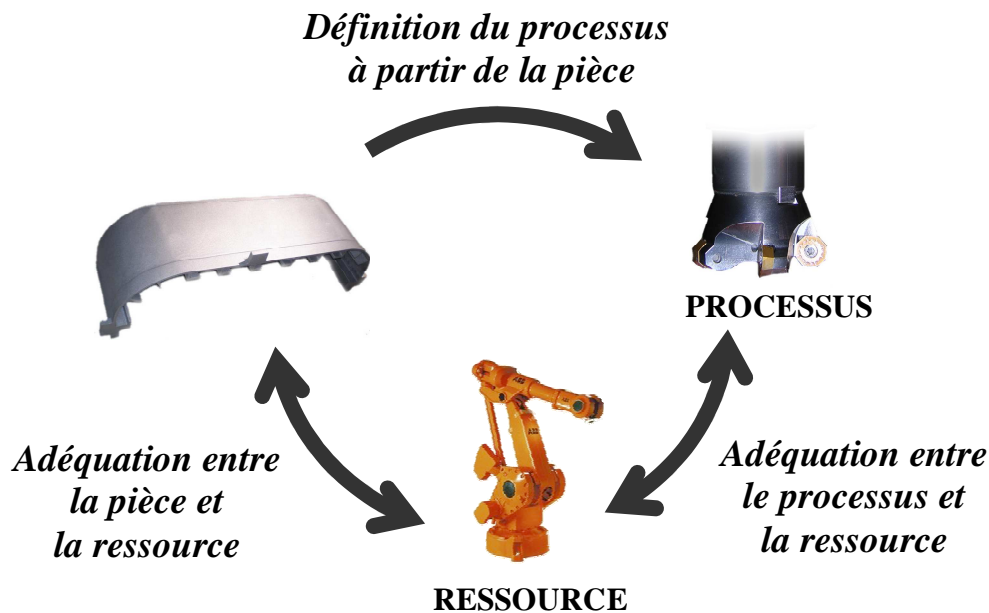 Définition du processus
à partir de la pièce
PROCESSUS
Adéquation entre
la pièce et
la ressource
Adéquation entre
le processus et
la ressource
RESSOURCE